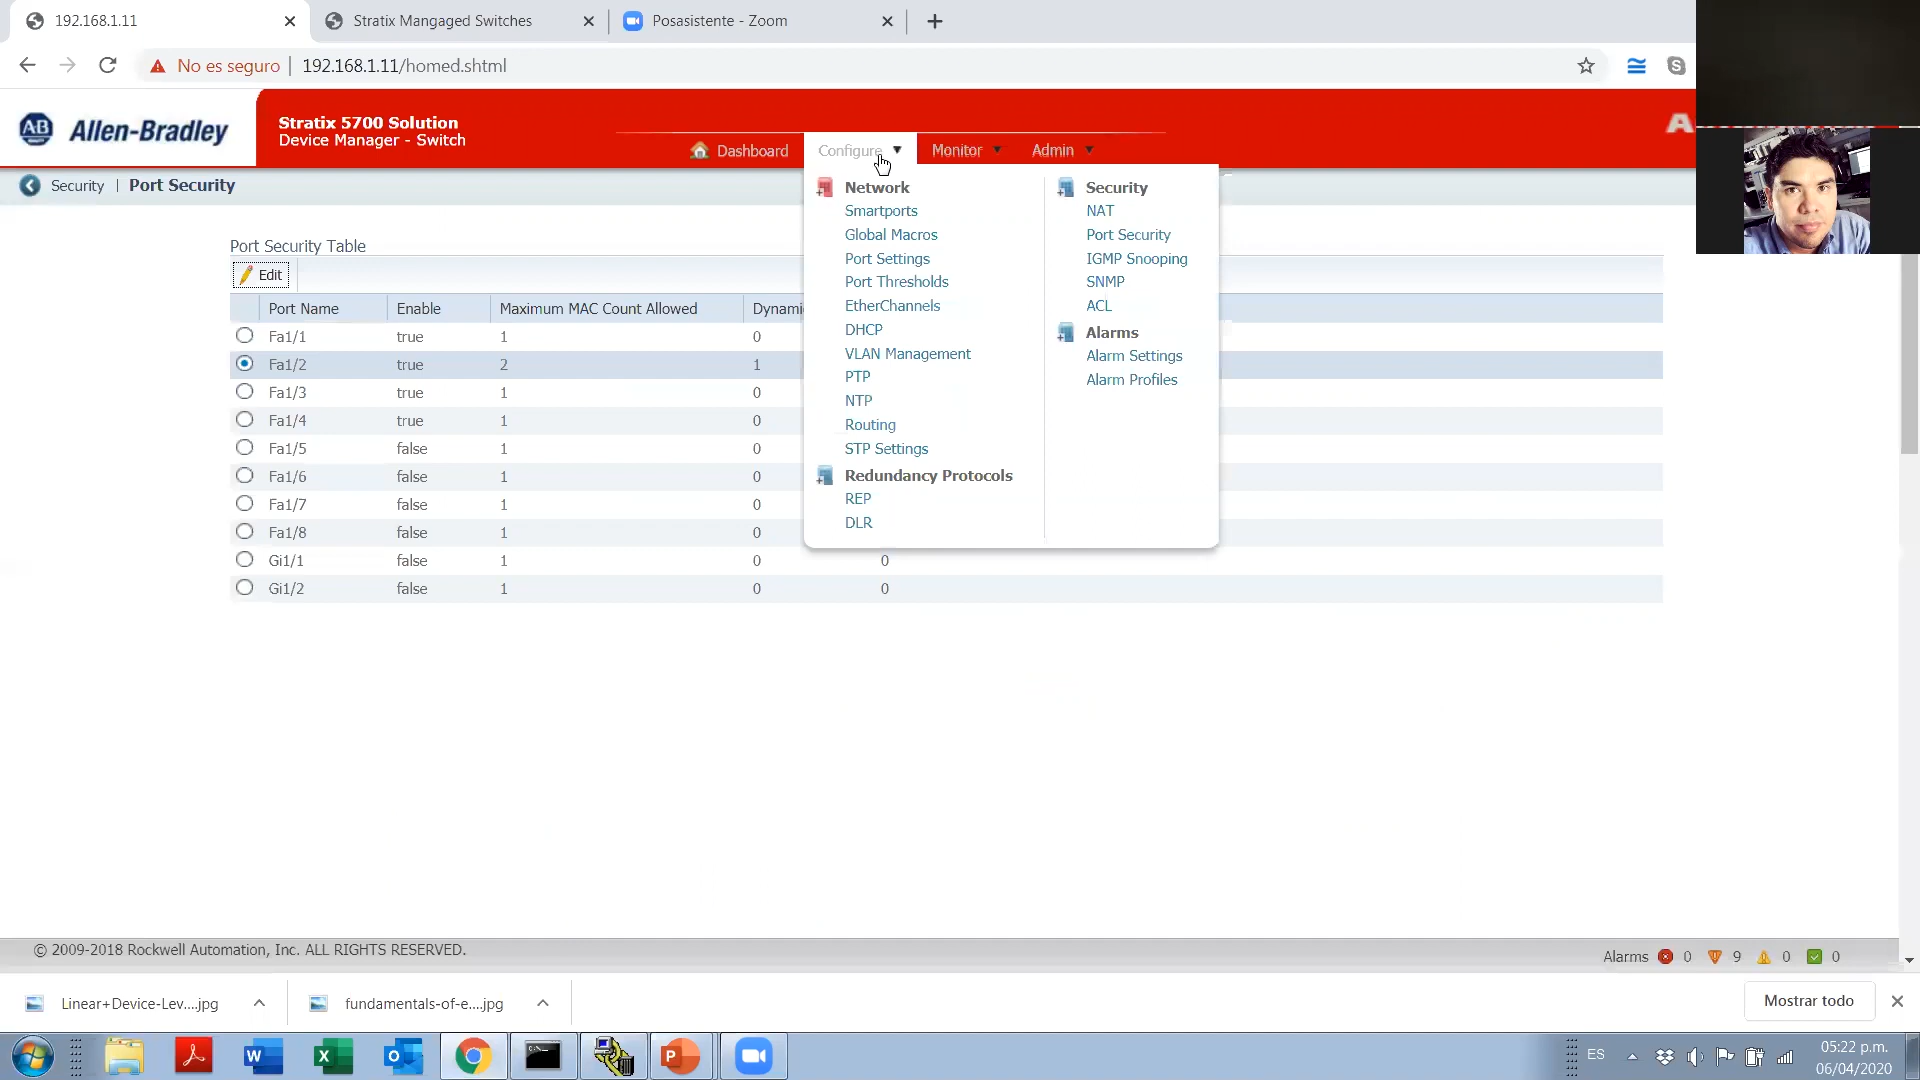 192.168.1.11
Stratix Mangaged Switches
Posasistente - Zoom
No es seguro
192.168.1.11/homed.shtml
AB Allen-Bradley
Stratix 5700 Solution
Device Manager - Switch
Dashboard
Configure
Monitor
Admin
Security | Port Security
Network
Smartports
Global Macros
Port Settings
Port Thresholds
EtherChannels
DHCP
VLAN Management
PTP
NTP
Routing
STP Settings
Redundancy Protocols
REP
DLR
Security
NAT
Port Security
IGMP Snooping
SNMP
ACL
Alarms
Alarm Settings
Alarm Profiles
Port Security Table
Edit
Port Name Enable Maximum MAC Count Allowed
Fa1/1 true 1 0
Fa1/2 true 2 1
Fa1/3 true 1 0
Fa1/4 true 1 0
Fa1/5 false 1 0
Fa1/6 false 1 0
Fa1/7 false 1 0
Fa1/8 false 1 0
Gi1/1 false 1 0 0
Gi1/2 false 1 0 0
© 2009-2018 Rockwell Automation, Inc. ALL RIGHTS RESERVED.
Alarms 0 9 0 0
Linear+Device-Lev....jpg
fundamentals-of-e....jpg
Mostrar todo
ES
05:22 p.m.
06/04/2020